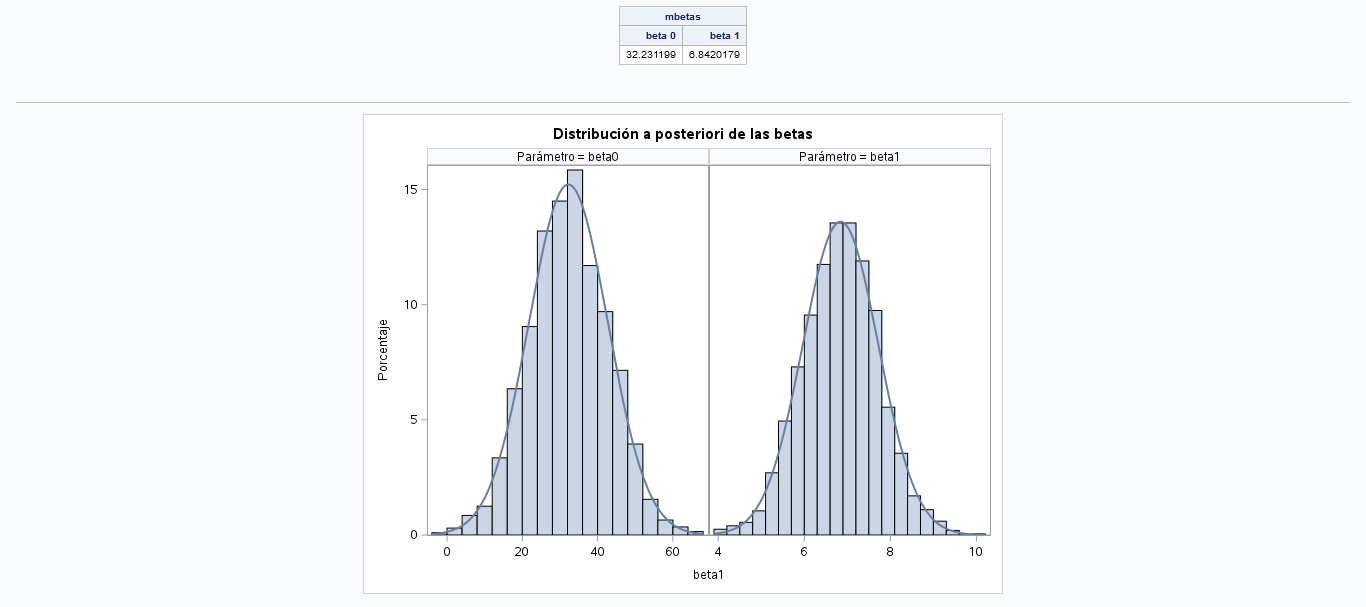 mbetas
beta 0 beta 1
32.231199 6.8420179
Distribución a posteriori de las betas
Parámetro = beta0 Parámetro = beta1
15
10
5
0
Porcentaje
0 20 40 60 4 6 8 10
beta1